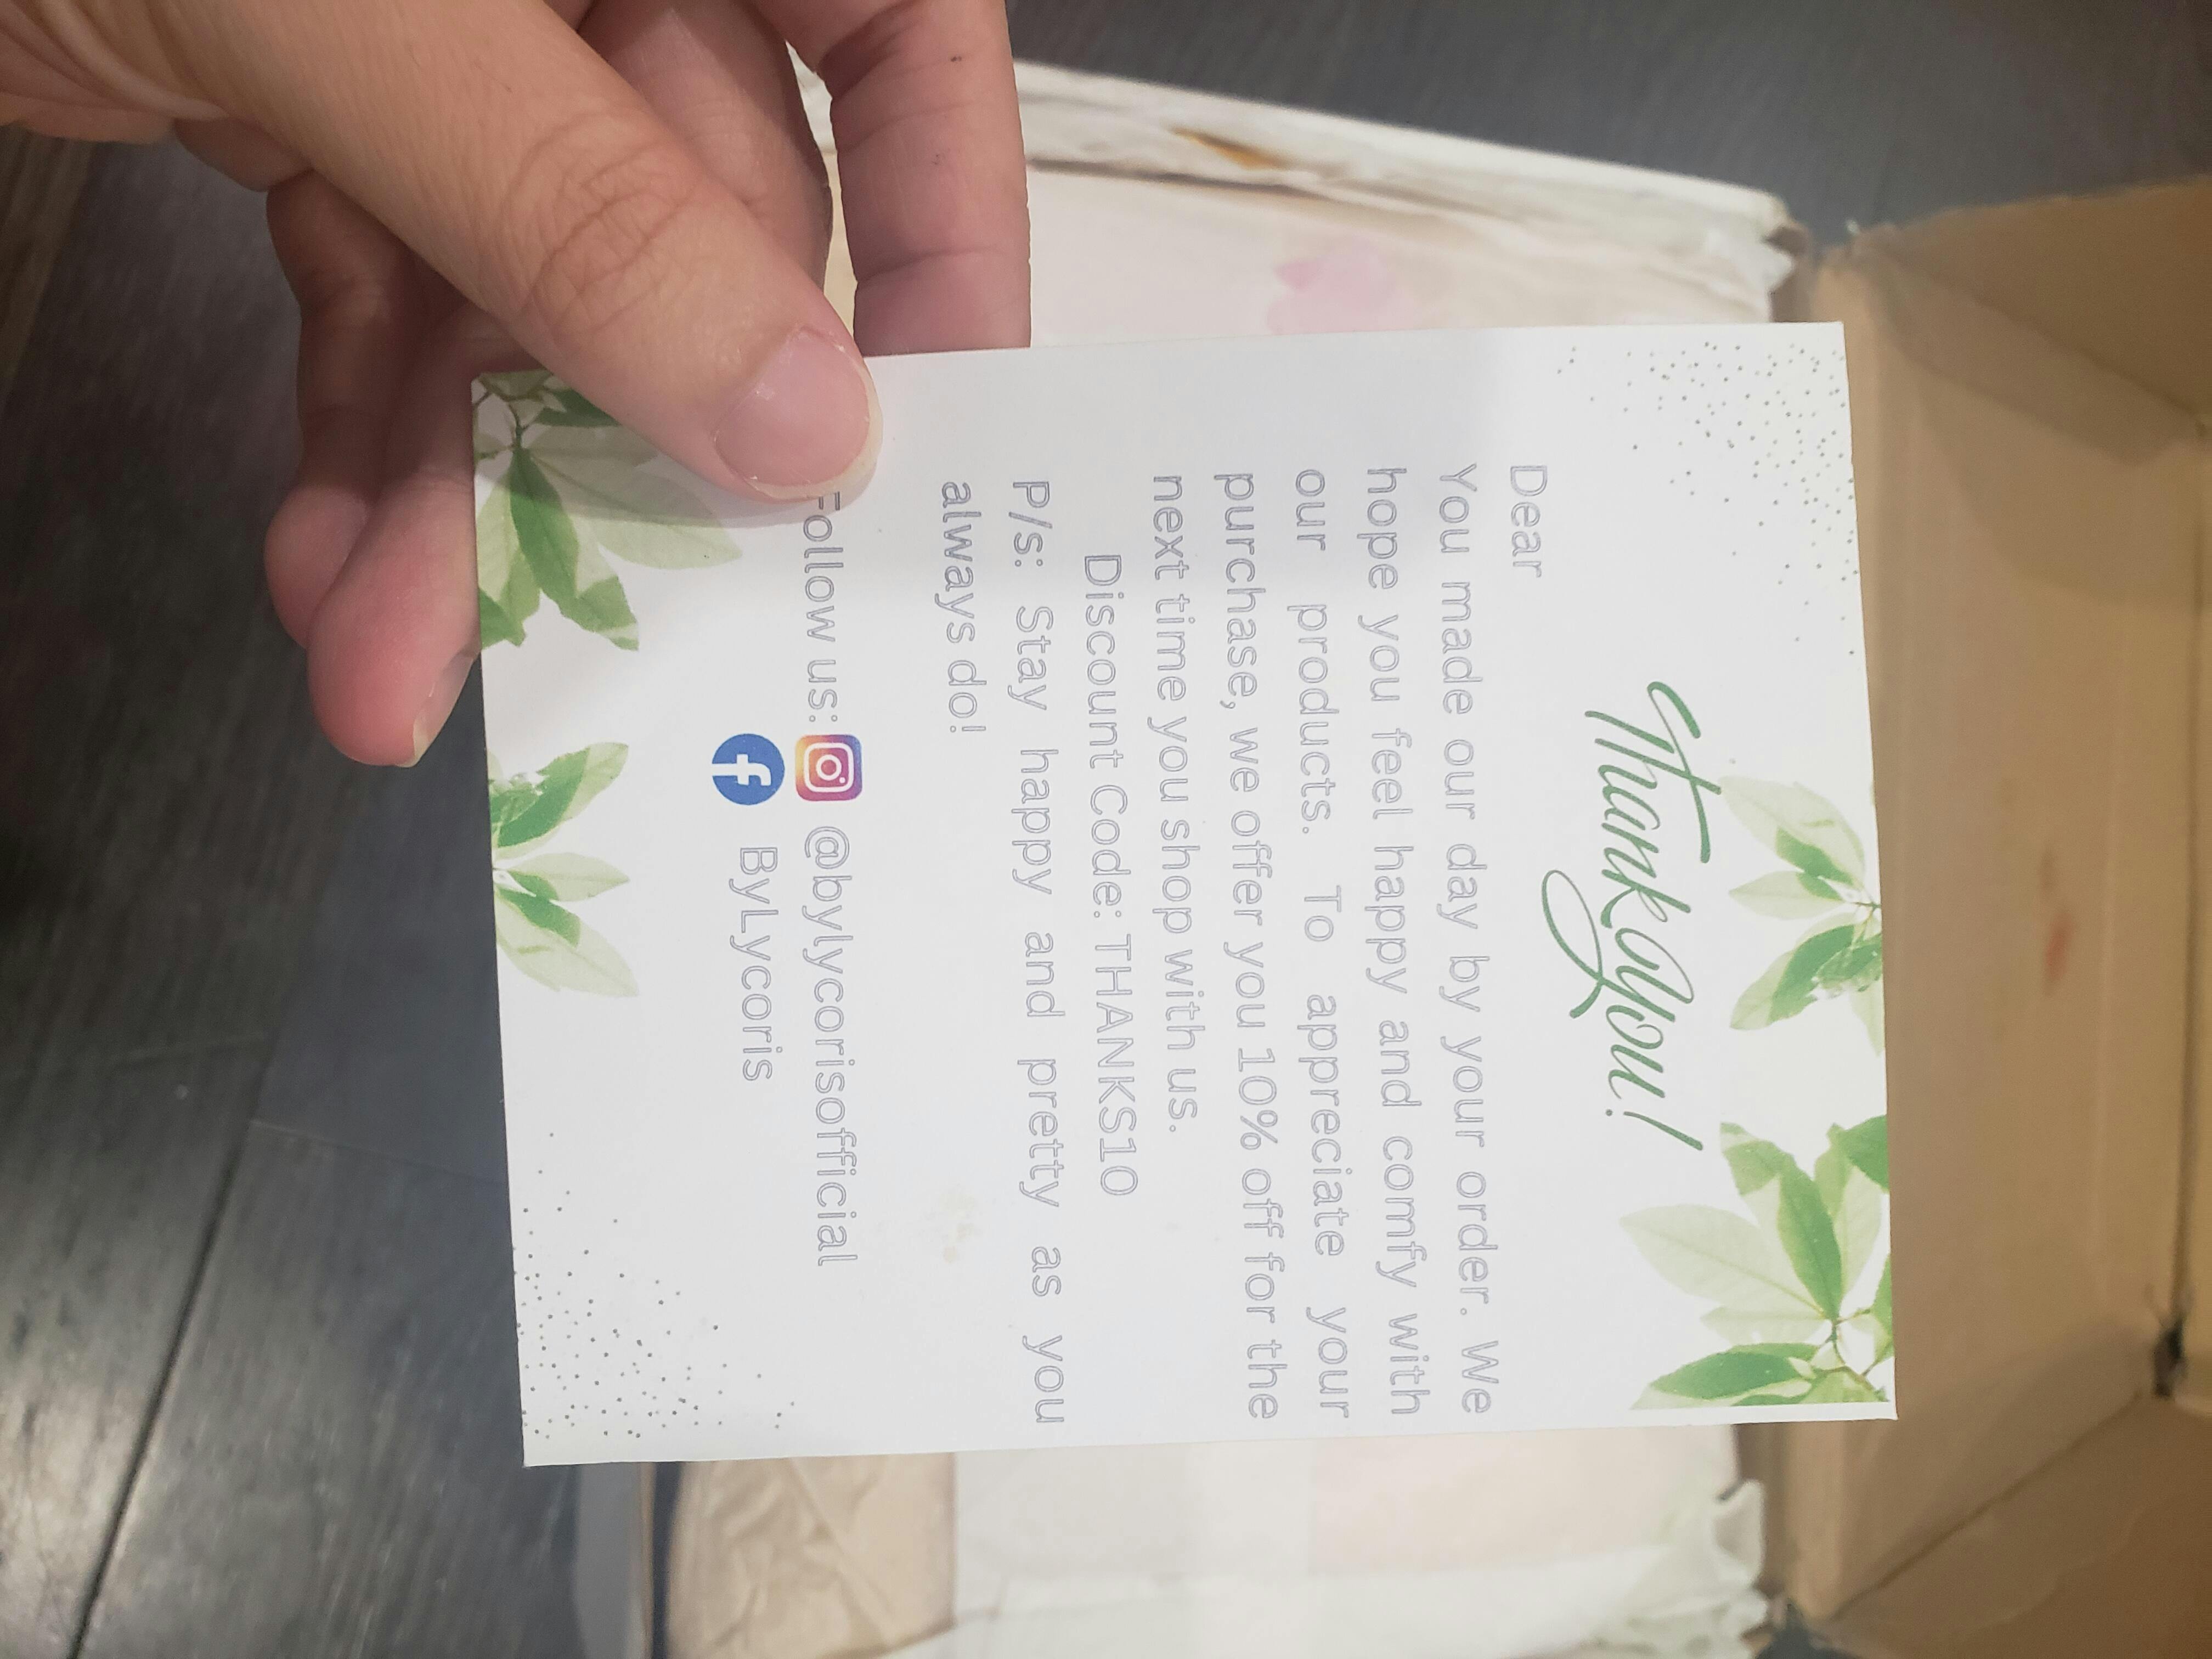 Thank You!
Dear
You made our day by your order. We
hope you feel happy and comfy with
our products. To appreciate your
purchase, we offer you 10% off for the
next time you shop with us.
Discount Code: THANKS10
P/s: Stay happy and pretty as you
always do!
Follow us: @bylycorisofficial
ByLycoris